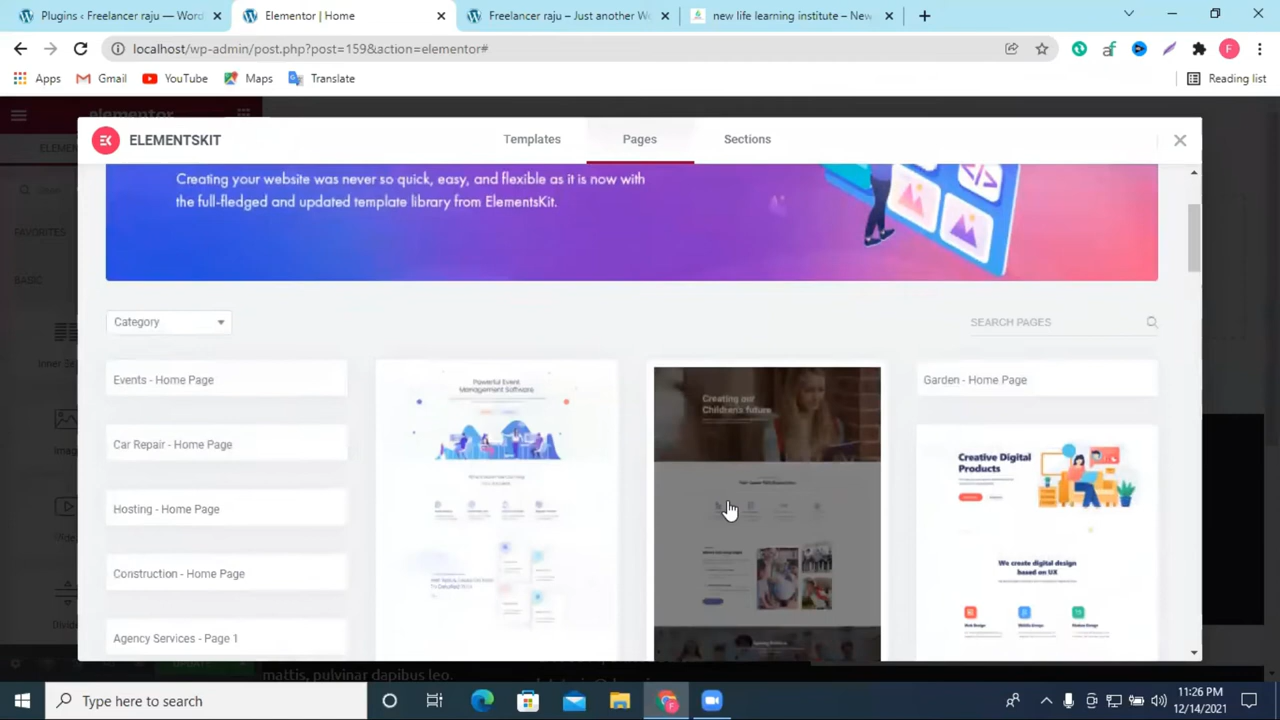 Plugins ‹ Freelancer raju — Word
Elementor | Home
Freelancer raju – Just another Wo
new life learning institute – New
localhost/wp-admin/post.php?post=159&action=elementor#
F
Apps
Gmail
YouTube
Maps
Translate
Reading list
elementor
ELEMENTSKIT
Templates
Pages
Sections
Creating your website was never so quick, easy, and flexible as it is now with
the full-fledged and updated template library from ElementsKit.
FAVORITES
BASIC
Category
SEARCH PAGES
Events - Home Page
Car Repair - Home Page
Hosting - Home Page
Construction - Home Page
Agency Services - Page 1
Powerful Event
Management Software
Creating our
Children's future
Garden - Home Page
Creative Digital
Products
We create digital design
based on UX
mattis, pulvinar dapibus leo.
Type here to search
11:26 PM
12/14/2021